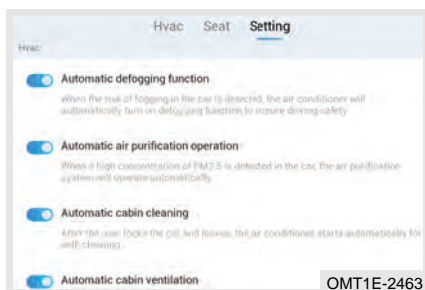 Hvac Seat Setting
Hvac
Automatic defogging function
When the risk of fogging in the car is detected, the air conditioner will
automatically turn on defogging function to ensure driving safety
Automatic air purification operation
When a high concentration of PM2.5 is detected in the car, the air purification
system will operate automatically.
Automatic cabin cleaning
After the user locks the car and leaves, the air conditioner starts automatically for
self-cleaning.
Automatic cabin ventilation
OMT1E-2463